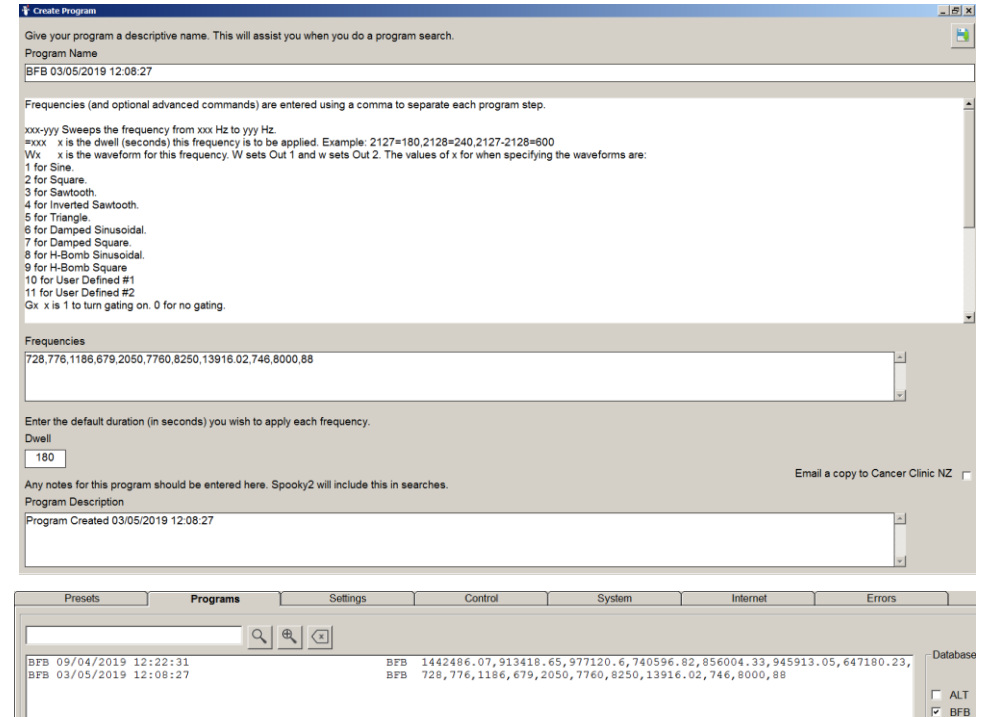 Create Program
Give your program a descriptive name. This will assist you when you do a program search.
Program Name
BFB 03/05/2019 12:08:27
Frequencies (and optional advanced commands) are entered using a comma to separate each program step.
xxx-yyy Sweeps the frequency from xxx Hz to yyy Hz.
=xxx x is the dwell (seconds) this frequency is to be applied. Example: 2127=180,2128=240,2127-2128=600
Wx x is the waveform for this frequency. W sets Out 1 and w sets Out 2. The values of x for when specifying the waveforms are:
1 for Sine.
2 for Square.
3 for Sawtooth.
4 for Inverted Sawtooth.
5 for Triangle.
6 for Damped Sinusoidal.
7 for Damped Square.
8 for H-Bomb Sinusoidal.
9 for H-Bomb Square
10 for User Defined #1
11 for User Defined #2
Gx x is 1 to turn gating on. 0 for no gating.
Frequencies
728,776,1186,679,2050,7760,8250,13916.02,746,8000,88
Enter the default duration (in seconds) you wish to apply each frequency.
Dwell
180
Email a copy to Cancer Clinic NZ
Any notes for this program should be entered here. Spooky2 will include this in searches.
Program Description
Program Created 03/05/2019 12:08:27
Presets Programs Settings Control System Internet Errors
BFB 09/04/2019 12:22:31 BFB 1442486.07,913418.65,977120.6,740596.82,856004.33,945913.05,647180.23,
BFB 03/05/2019 12:08:27 BFB 728,776,1186,679,2050,7760,8250,13916.02,746,8000,88
Database
ALT
BFB